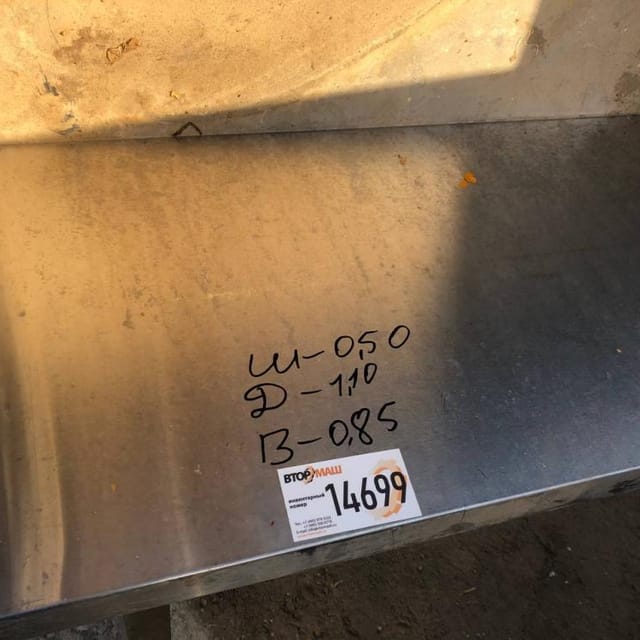 Ш-0,50
Д-1,10
В-0,85
ВТОРМАШ
инвентарный
номер
14699